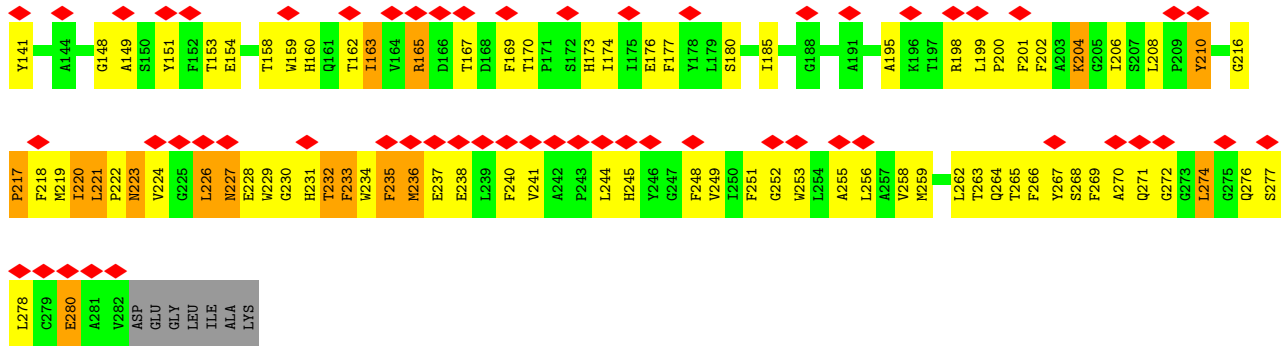 Y141 A144 G148 A149 S150 Y151 F152 T153 E154 T158 W159 H160 Q161 T162 I163 V164 R165 D166 T167 D168 F169 T170 P171 S172 H173 I174 I175 E176 F177 Y178 L179 S180 I185 G188 A191 A195 K196 T197 R198 L199 P200 F201 F202 A203 K204 G205 I206 S207 L208 P209 Y210 G216
P217 F218 M219 I220 L221 P222 N223 V224 G225 L226 N227 E228 W229 G230 H231 T232 F233 W234 F235 M236 E237 E238 L239 F240 V241 A242 P243 L244 H245 Y246 G247 F248 V249 I250 F251 G252 W253 L254 A255 L256 A257 V258 M259 L262 T263 Q264 T265 F266 Y267 S268 F269 A270 Q271 G272 G273 L274 G275 Q276 S277
L278 C279 E280 A281 V282 ASP GLU GLY LEU ILE ALA LYS